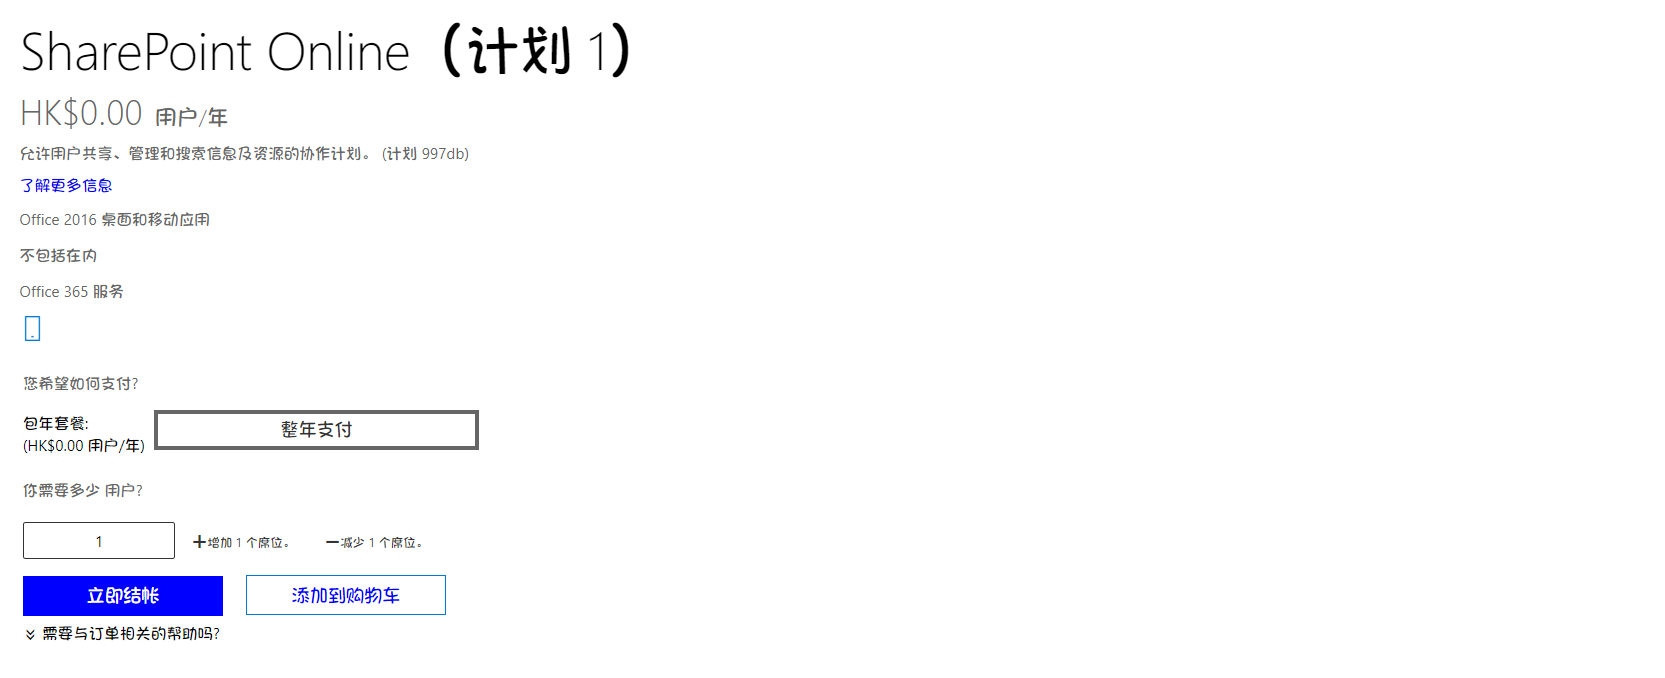 SharePoint Online（计划 1）
HK$0.00 用户/年
允许用户共享、管理和搜索信息及资源的协作计划。 (计划 997db)
了解更多信息
Office 2016 桌面和移动应用
不包括在内
Office 365 服务
您希望如何支付?
包年套餐:
整年支付
(HK$0.00 用户/年)
你需要多少 用户?
1 +增加 1 个席位。 −减少 1 个席位。
立即结帐 添加到购物车
需要与订单相关的帮助吗?